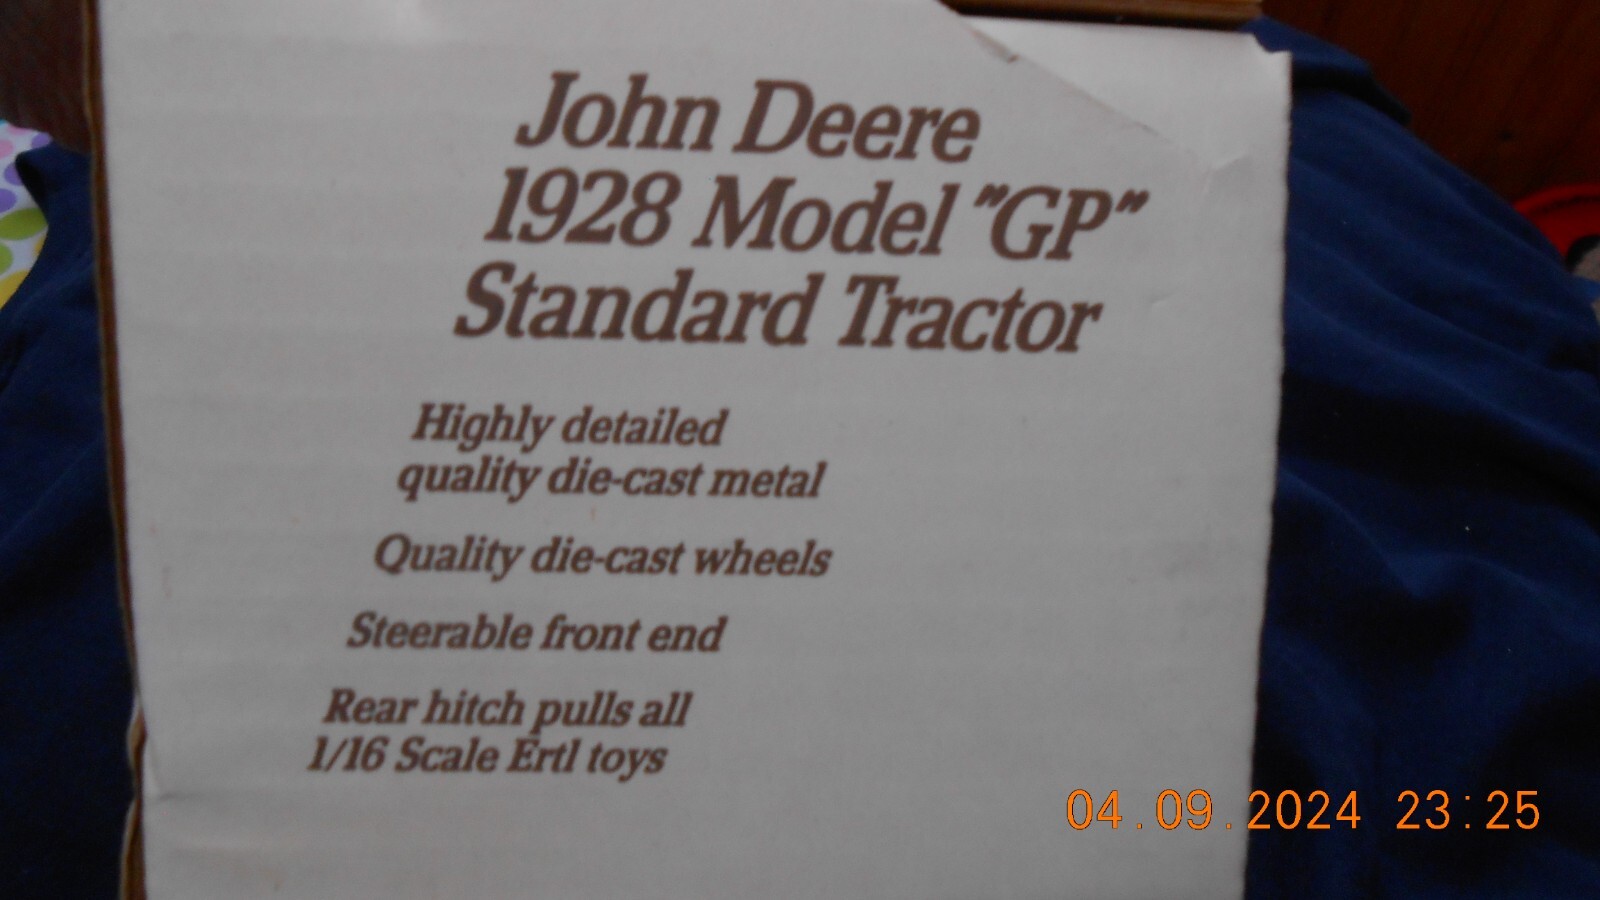 John Deere
1928 Model "GP"
Standard Tractor
Highly detailed
quality die-cast metal
Quality die-cast wheels
Steerable front end
Rear hitch pulls all
1/16 Scale Ertl toys
04.09.2024 23:25